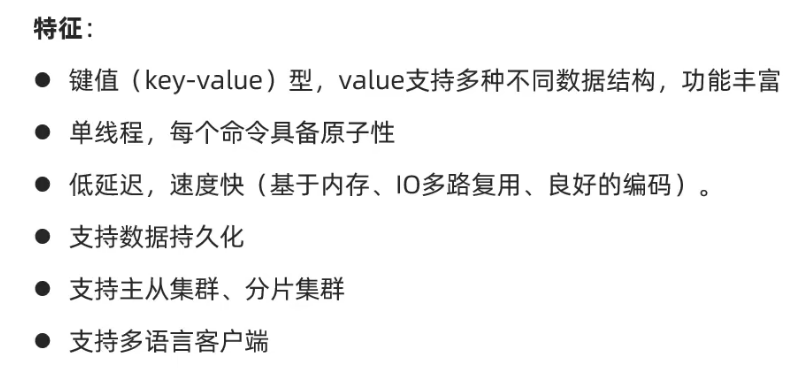 特征：
● 键值（key-value）型，value支持多种不同数据结构，功能丰富
● 单线程，每个命令具备原子性
● 低延迟，速度快（基于内存、IO多路复用、良好的编码）。
● 支持数据持久化
● 支持主从集群、分片集群
● 支持多语言客户端